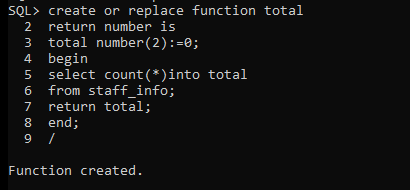 SQL> create or replace function total
2 return number is
3 total number(2):=0;
4 begin
5 select count(*)into total
6 from staff_info;
7 return total;
8 end;
9 /
Function created.